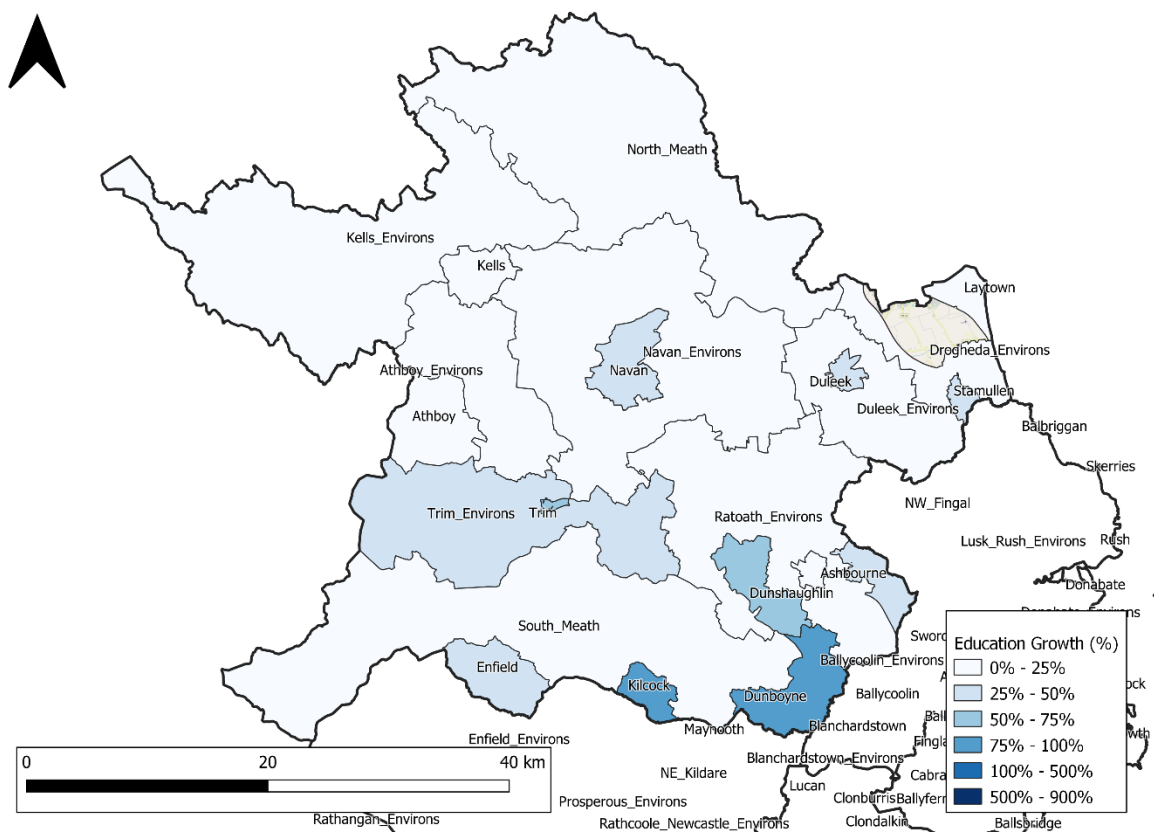 North_Meath
Kells_Environs
Kells
Laytown
Navan_Environs
Drogheda_Environs
Athboy_Environs
Navan
Duleek
Stamullen
Athboy
Duleek_Environs
Balbriggan
Skerries
NW_Fingal
Trim_Environs
Trim
Ratoath_Environs
Lusk_Rush_Environs
Rush
Ashbourne
Donabate
Dunshaughlin
South_Meath
Education Growth (%)
0% - 25%
25% - 50%
50% - 75%
75% - 100%
100% - 500%
500% - 900%
Enfield
Ballycoolin_Environs
Kilcock
Dunboyne
Ballycoolin
Maynooth
Blanchardstown
Enfield_Environs
Blanchardstown_Environs
0
20
40 km
NE_Kildare
Lucan
Prosperous_Environs
Clonburris
Rathangan_Environs
Rathcoole_Newcastle_Environs
Clondalkin
Ballsbridge